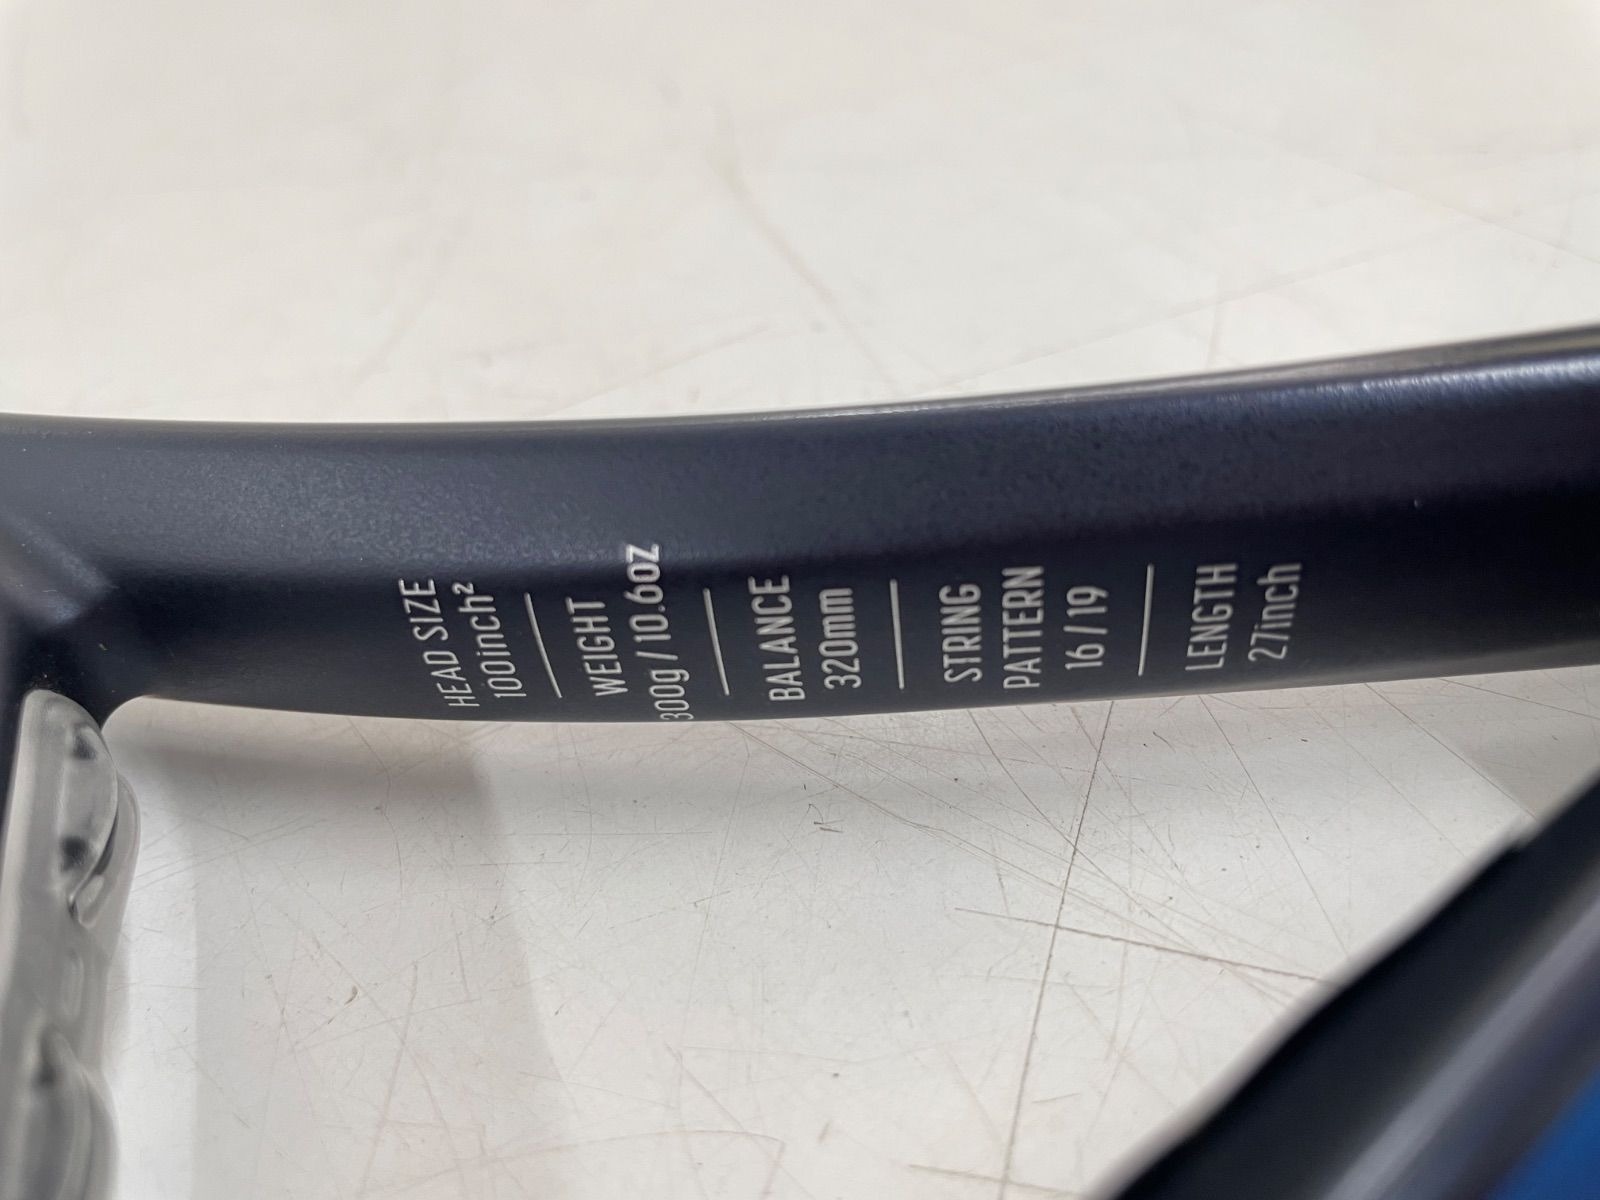 HEAD SIZE
100inch²
WEIGHT
300g / 10.6oz
BALANCE
320mm
STRING
PATTERN
16 / 19
LENGTH
27inch